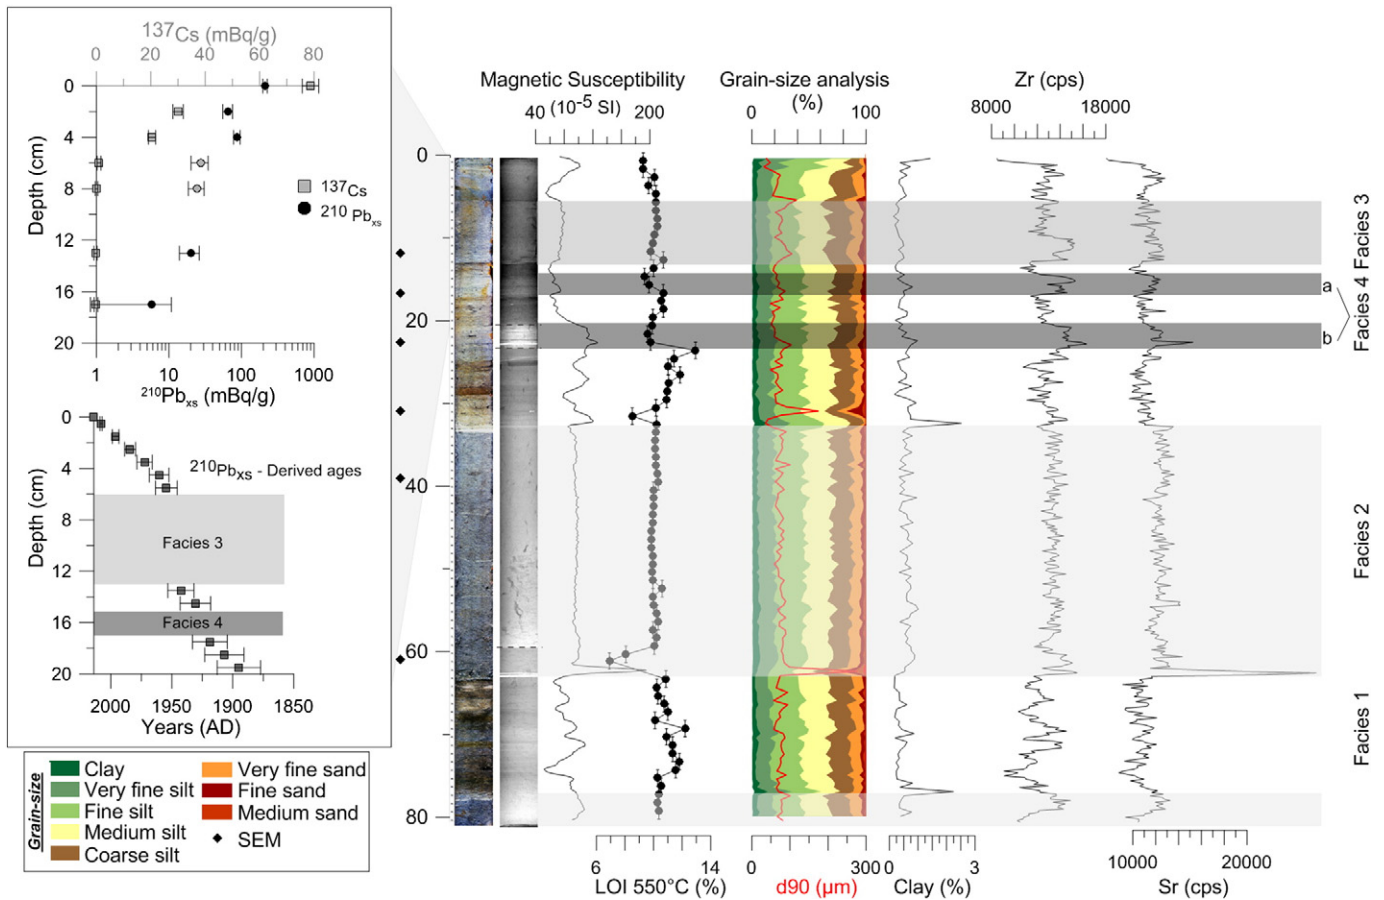 137Cs (mBq/g)
0 20 40 60 80
0
4
8
12
16
20
Depth (cm)
137Cs
210 Pbxs
1 10 100 1000
210Pbxs (mBq/g)
0
4
8
12
16
20
Depth (cm)
210Pbxs - Derived ages
Facies 3
Facies 4
2000 1950 1900 1850
Years (AD)
Grain-size
Clay
Very fine silt
Fine silt
Medium silt
Coarse silt
Very fine sand
Fine sand
Medium sand
SEM
Magnetic Susceptibility
40 (10-5 SI) 200
Grain-size analysis
(%)
0 100
Zr (cps)
8000 18000
0
20
40
60
80
6 14
LOI 550°C (%)
0 300
d90 (µm)
0 3
Clay (%)
10000 20000
Sr (cps)
Facies 3
a
b
Facies 4
Facies 2
Facies 1